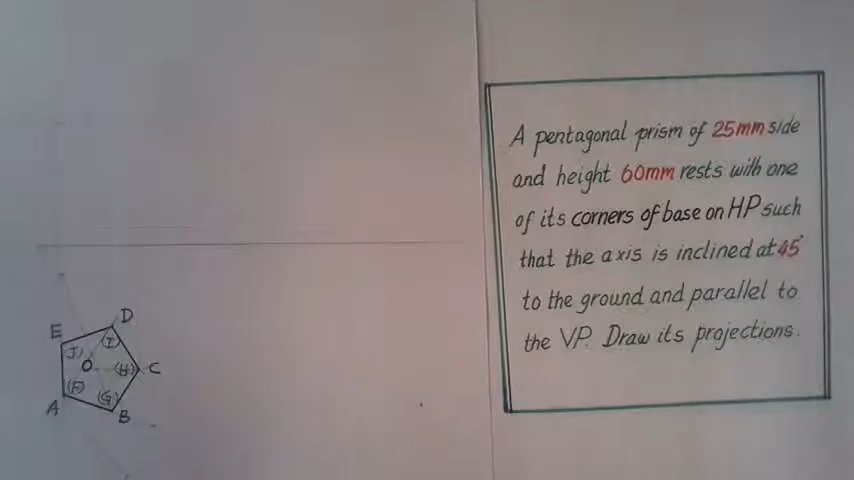 A pentagonal prism of 25mm side
and height 60mm rests with one
of its corners of base on HP such
that the axis is inclined at 45°
to the ground and parallel to
the VP. Draw its projections.
D
E
(J)
(I)
O
(H)
C
(F)
(G)
A
B